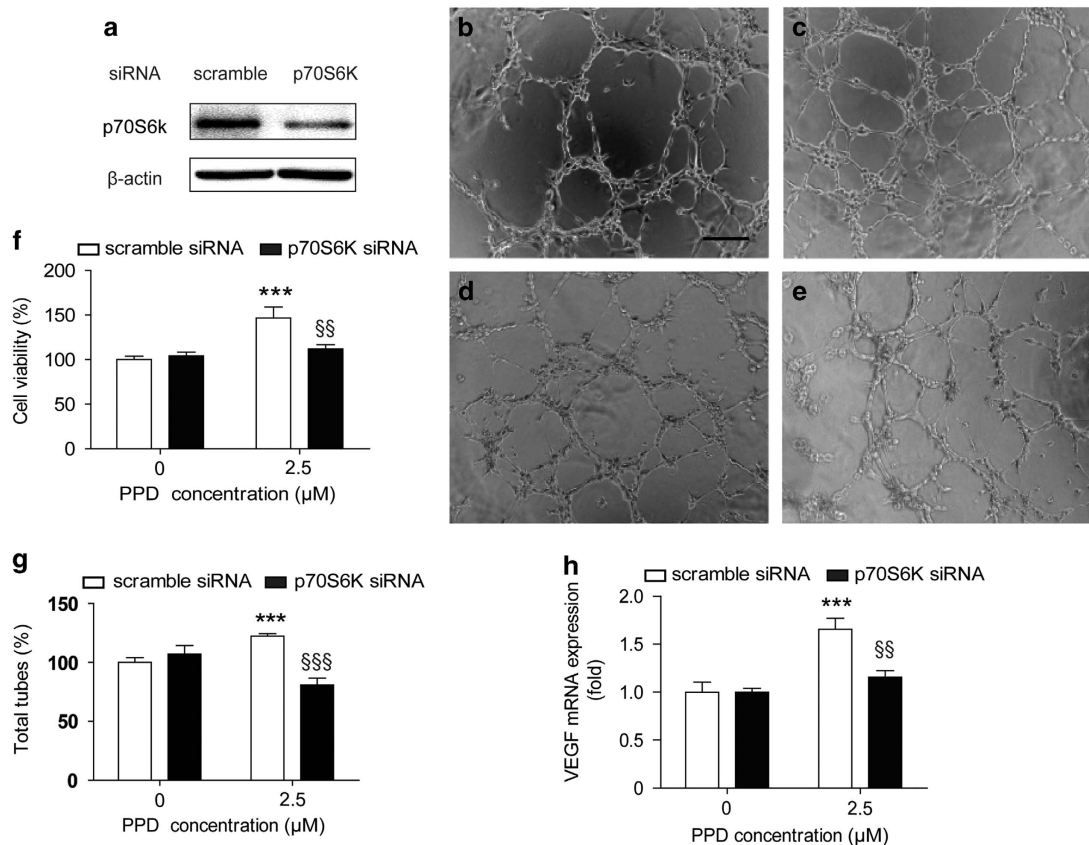 a
siRNA scramble p70S6K
p70S6k
β-actin
b
c
d
e
f
scramble siRNA p70S6K siRNA
200
150
100
50
0
Cell viability (%)
***
§§
0 2.5
PPD concentration (µM)
g
scramble siRNA p70S6K siRNA
150
100
50
0
Total tubes (%)
***
§§§
0 2.5
PPD concentration (µM)
h
scramble siRNA p70S6K siRNA
2.0
1.5
1.0
0.5
0
VEGF mRNA expression
(fold)
***
§§
0 2.5
PPD concentration (µM)